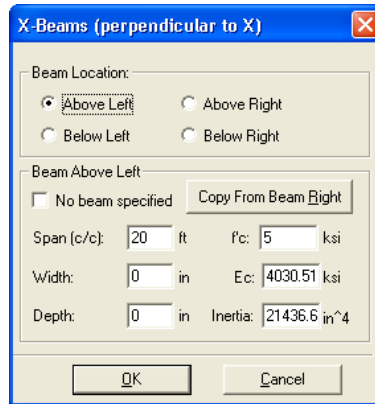 X-Beams (perpendicular to X)
Beam Location:
Above Left Above Right
Below Left Below Right
Beam Above Left
No beam specified Copy From Beam Right
Span (c/c): 20 ft f'c: 5 ksi
Width: 0 in Ec: 4030.51 ksi
Depth: 0 in Inertia: 21436.6 in^4
OK Cancel